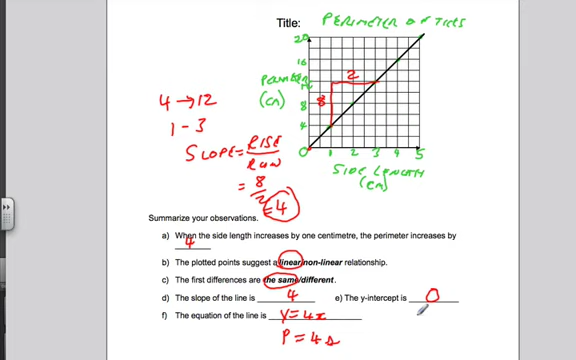 Title: PERIMETER OF TILES
20
16
PERIMETER 12
(CM) 8
4
0 1 2 3 4 5
SIDE LENGTH
(CM)
2
8
4 → 12
1 - 3
SLOPE = RISE
RUN
= 8
2
= 4
Summarize your observations.
a) When the side length increases by one centimetre, the perimeter increases by
4
b) The plotted points suggest a linear/non-linear relationship.
c) The first differences are the same/different.
d) The slope of the line is 4 e) The y-intercept is 0
f) The equation of the line is y = 4x
P = 4s